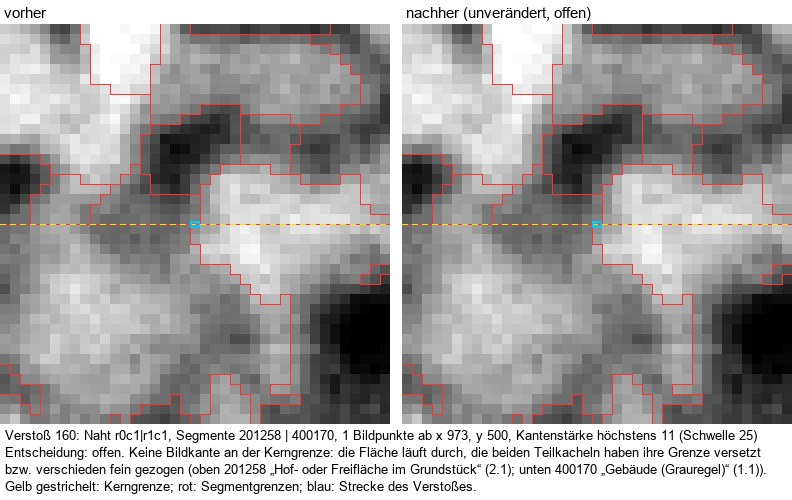 vorher
nachher (unverändert, offen)
Verstoß 160: Naht r0c1|r1c1, Segmente 201258 | 400170, 1 Bildpunkte ab x 973, y 500, Kantenstärke höchstens 11 (Schwelle 25)
Entscheidung: offen. Keine Bildkante an der Kerngrenze: die Fläche läuft durch, die beiden Teilkacheln haben ihre Grenze versetzt
bzw. verschieden fein gezogen (oben 201258 „Hof- oder Freifläche im Grundstück“ (2.1); unten 400170 „Gebäude (Grauregel)“ (1.1)).
Gelb gestrichelt: Kerngrenze; rot: Segmentgrenzen; blau: Strecke des Verstoßes.